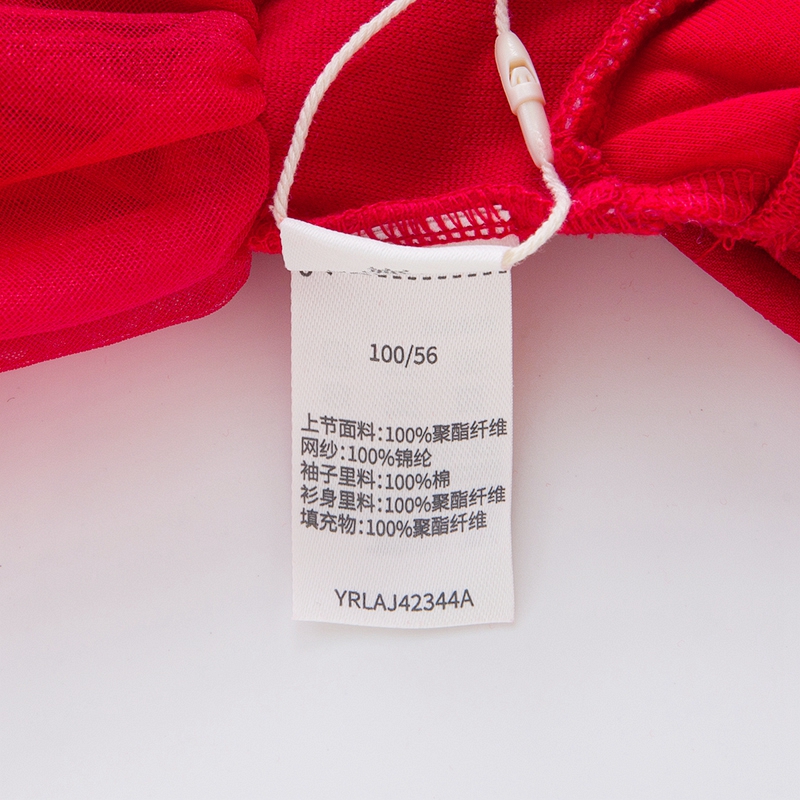 100/56
上节面料:100%聚酯纤维
网纱:100%锦纶
袖子里料:100%棉
衫身里料:100%聚酯纤维
填充物:100%聚酯纤维
YRLAJ42344A